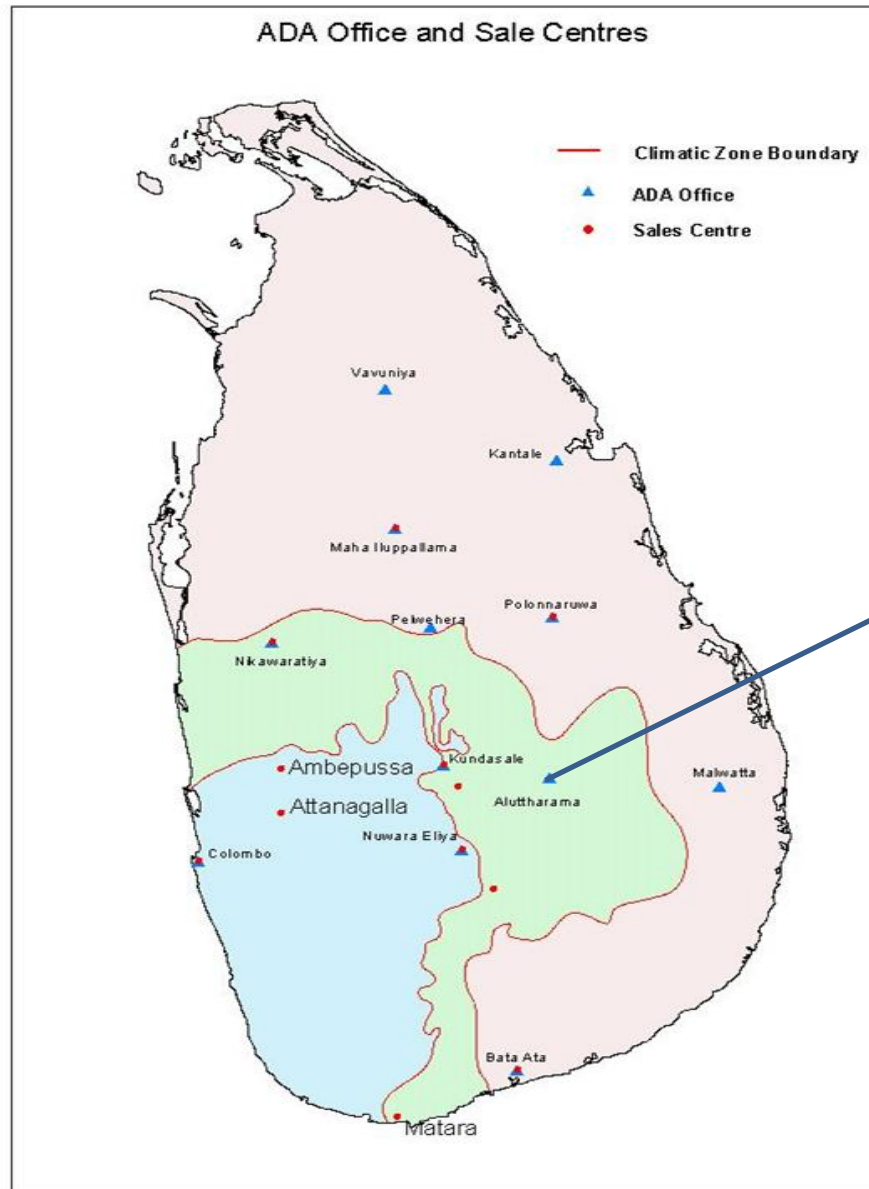 ADA Office and Sale Centres
Climatic Zone Boundary
ADA Office
Sales Centre
Vavuniya
Kantale
Maha Iluppallama
Polonnaruwa
Pelwehera
Nikawaratiya
Kundasale
Ambepussa
Malwatta
Aluttharama
Attanagalla
Nuwara Eliya
Colombo
Bata Ata
Matara